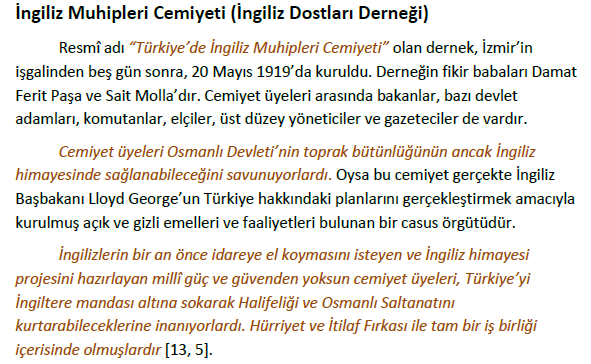 İngiliz Muhipleri Cemiyeti (İngiliz Dostları Derneği)
Resmî adı “Türkiye’de İngiliz Muhipleri Cemiyeti” olan dernek, İzmir’in
işgalinden beş gün sonra, 20 Mayıs 1919’da kuruldu. Derneğin fikir babaları Damat
Ferit Paşa ve Sait Molla’dır. Cemiyet üyeleri arasında bakanlar, bazı devlet
adamları, komutanlar, elçiler, üst düzey yöneticiler ve gazeteciler de vardır.
Cemiyet üyeleri Osmanlı Devleti’nin toprak bütünlüğünün ancak İngiliz
himayesinde sağlanabileceğini savunuyorlardı. Oysa bu cemiyet gerçekte İngiliz
Başbakanı Lloyd George’un Türkiye hakkındaki planlarını gerçekleştirmek amacıyla
kurulmuş açık ve gizli emelleri ve faaliyetleri bulunan bir casus örgütüdür.
İngilizlerin bir an önce idareye el koymasını isteyen ve İngiliz himayesi
projesini hazırlayan millî güç ve güvenden yoksun cemiyet üyeleri, Türkiye’yi
İngiltere mandası altına sokarak Halifeliği ve Osmanlı Saltanatını
kurtarabileceklerine inanıyorlardı. Hürriyet ve İtilaf Fırkası ile tam bir iş birliği
içerisinde olmuşlardır [13, 5].